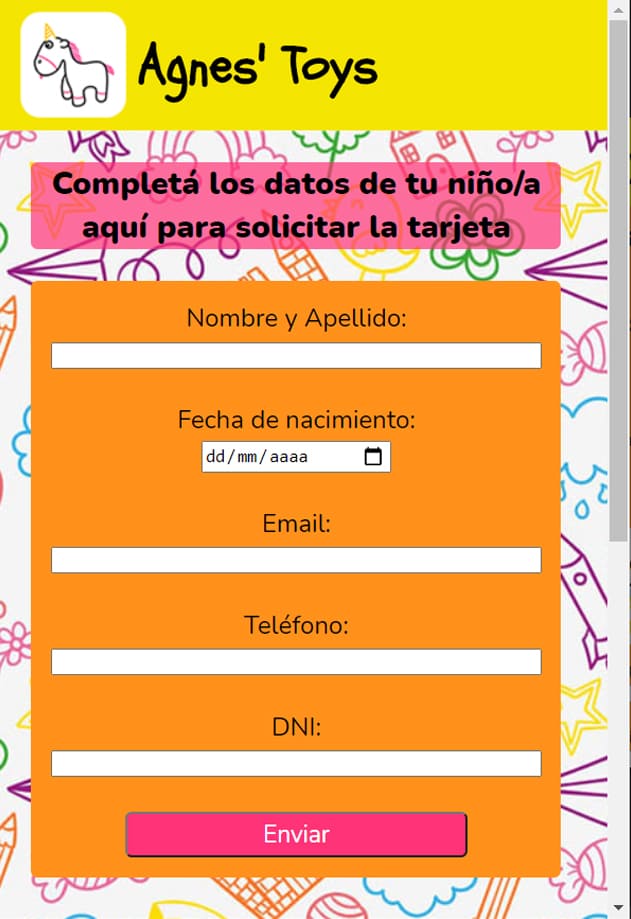 Agnes' Toys
Completá los datos de tu niño/a
aquí para solicitar la tarjeta
Nombre y Apellido:
Fecha de nacimiento:
dd/mm/aaaa
Email:
Teléfono:
DNI:
Enviar